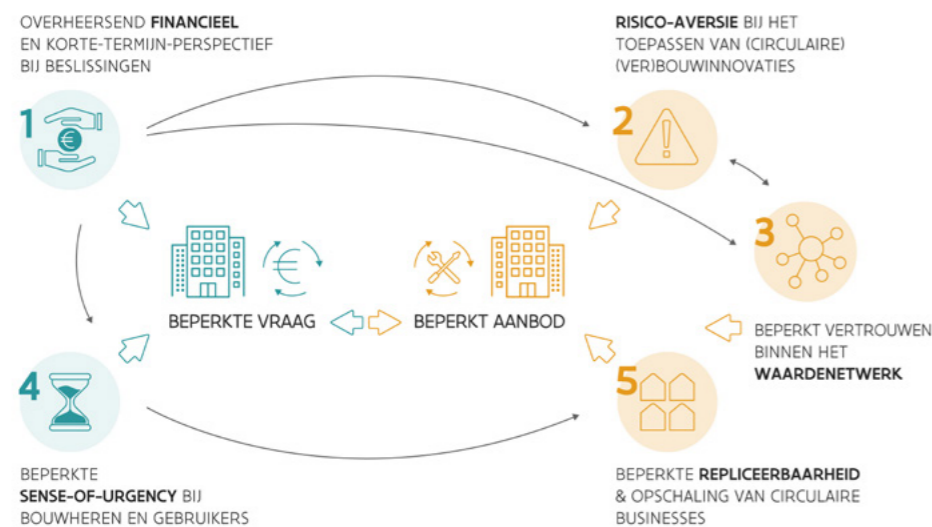 OVERHEERSEND FINANCIEEL
EN KORTE-TERMIJN-PERSPECTIEF
BIJ BESLISSINGEN
1
RISICO-AVERSIE BIJ HET
TOEPASSEN VAN (CIRCULAIRE)
(VER)BOUWINNOVATIES
2
3
BEPERKT VERTROUWEN
BINNEN HET
WAARDENETWERK
BEPERKTE VRAAG
BEPERKT AANBOD
4
BEPERKTE
SENSE-OF-URGENCY BIJ
BOUWHEREN EN GEBRUIKERS
5
BEPERKTE REPLICEERBAARHEID
& OPSCHALING VAN CIRCULAIRE
BUSINESSES